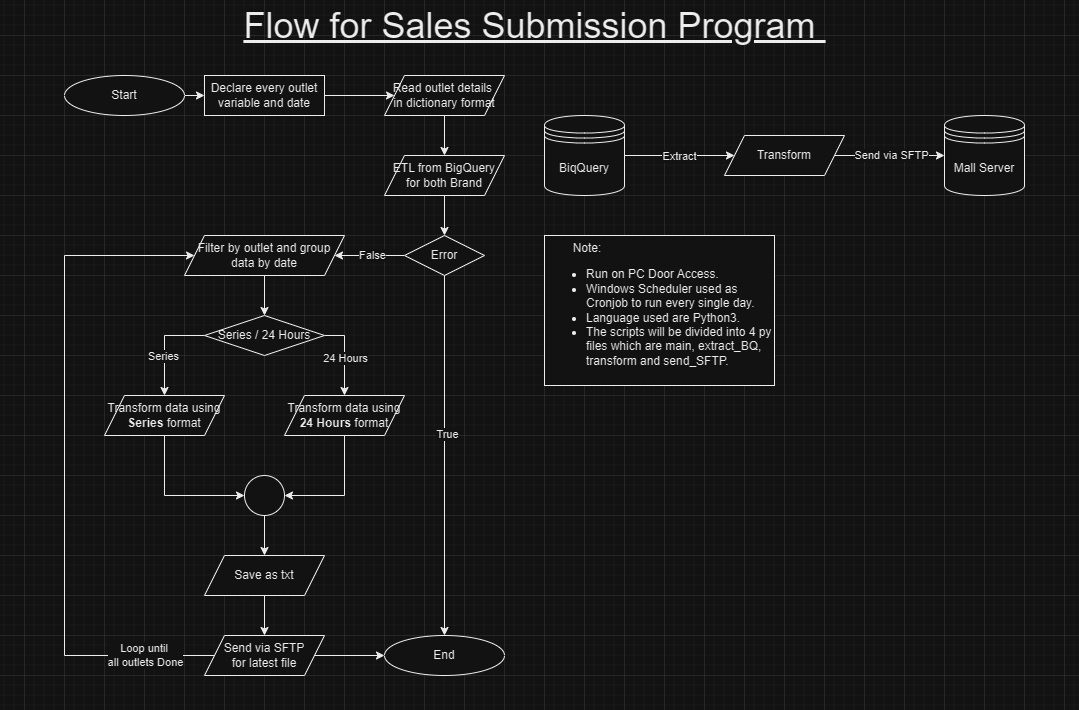 Flow for Sales Submission Program
Start
Declare every outlet
variable and date
Read outlet details
in dictionary format
ETL from BigQuery
for both Brand
BiqQuery
Extract
Transform
Send via SFTP
Mall Server
Error
False
True
Filter by outlet and group
data by date
Series / 24 Hours
Series
24 Hours
Transform data using
Series format
Transform data using
24 Hours format
Save as txt
Send via SFTP
for latest file
Loop until
all outlets Done
End
Note:
• Run on PC Door Access.
• Windows Scheduler used as
Cronjob to run every single day.
• Language used are Python3.
• The scripts will be divided into 4 py
files which are main, extract_BQ,
transform and send_SFTP.